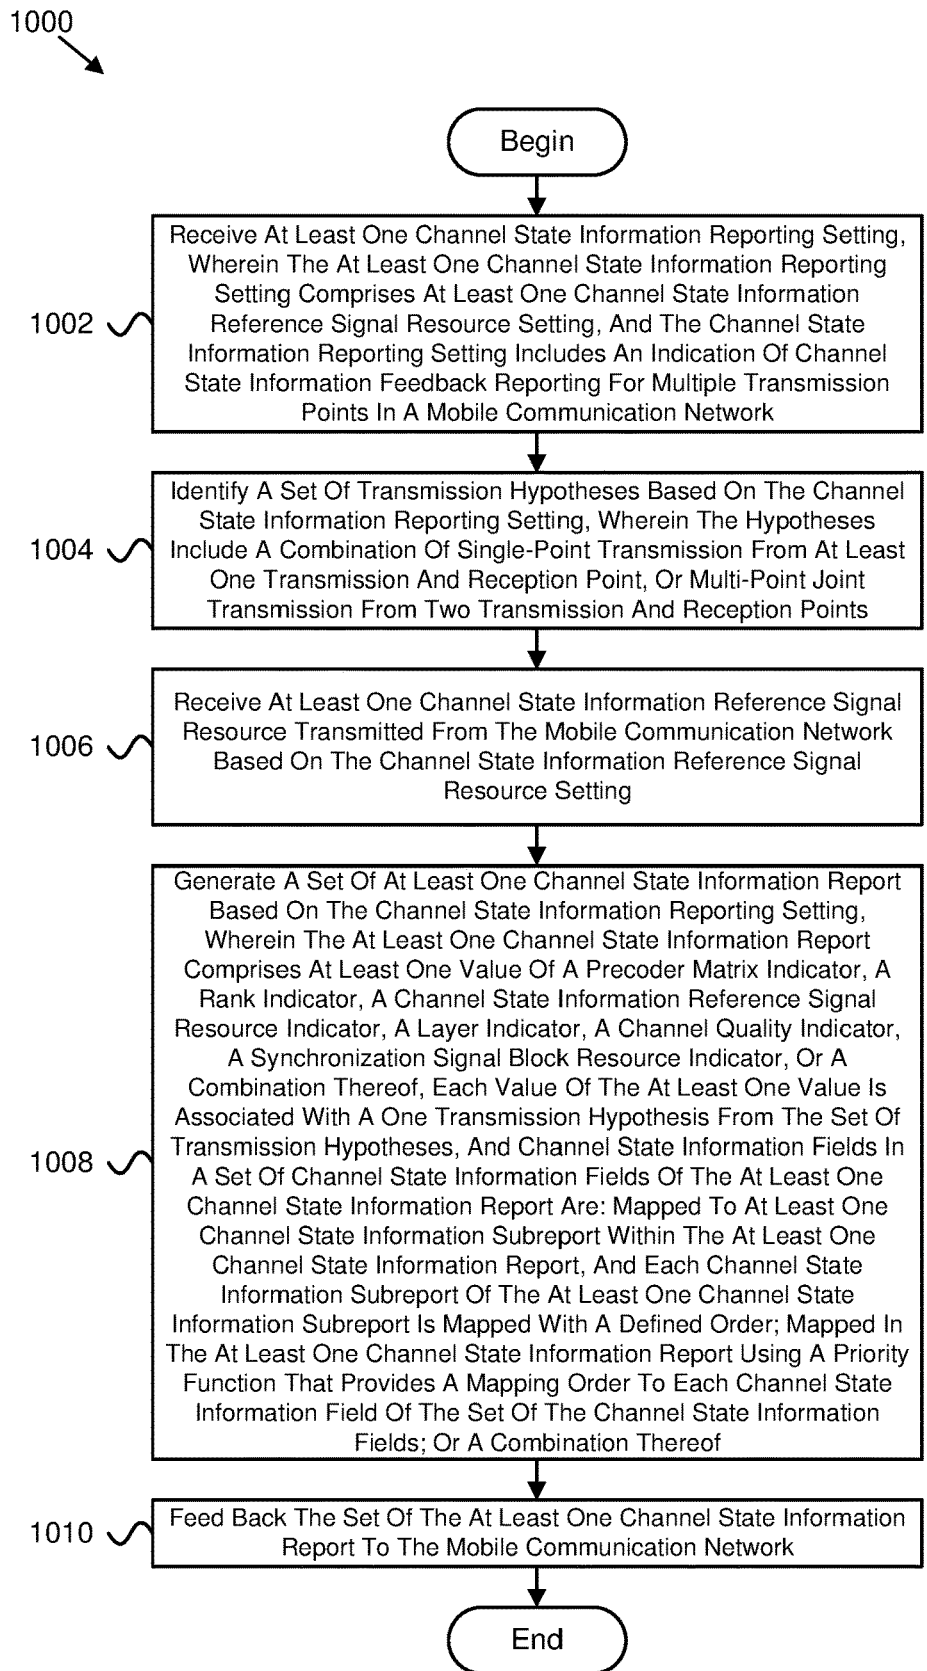 1000
Begin
1002
Receive At Least One Channel State Information Reporting Setting,
Wherein The At Least One Channel State Information Reporting
Setting Comprises At Least One Channel State Information
Reference Signal Resource Setting, And The Channel State
Information Reporting Setting Includes An Indication Of Channel
State Information Feedback Reporting For Multiple Transmission
Points In A Mobile Communication Network
1004
Identify A Set Of Transmission Hypotheses Based On The Channel
State Information Reporting Setting, Wherein The Hypotheses
Include A Combination Of Single-Point Transmission From At Least
One Transmission And Reception Point, Or Multi-Point Joint
Transmission From Two Transmission And Reception Points
1006
Receive At Least One Channel State Information Reference Signal
Resource Transmitted From The Mobile Communication Network
Based On The Channel State Information Reference Signal
Resource Setting
1008
Generate A Set Of At Least One Channel State Information Report
Based On The Channel State Information Reporting Setting,
Wherein The At Least One Channel State Information Report
Comprises At Least One Value Of A Precoder Matrix Indicator, A
Rank Indicator, A Channel State Information Reference Signal
Resource Indicator, A Layer Indicator, A Channel Quality Indicator,
A Synchronization Signal Block Resource Indicator, Or A
Combination Thereof, Each Value Of The At Least One Value Is
Associated With A One Transmission Hypothesis From The Set Of
Transmission Hypotheses, And Channel State Information Fields In
A Set Of Channel State Information Fields Of The At Least One
Channel State Information Report Are: Mapped To At Least One
Channel State Information Subreport Within The At Least One
Channel State Information Report, And Each Channel State
Information Subreport Of The At Least One Channel State
Information Subreport Is Mapped With A Defined Order; Mapped In
The At Least One Channel State Information Report Using A Priority
Function That Provides A Mapping Order To Each Channel State
Information Field Of The Set Of The Channel State Information
Fields; Or A Combination Thereof
1010
Feed Back The Set Of The At Least One Channel State Information
Report To The Mobile Communication Network
End